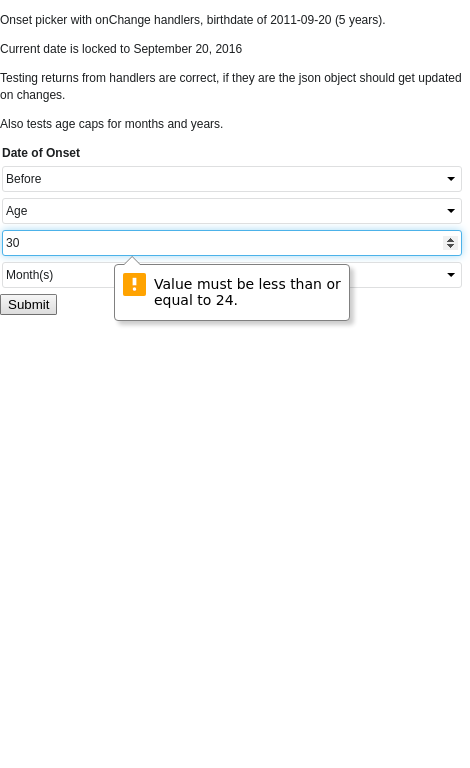 Onset picker with onChange handlers, birthdate of 2011-09-20 (5 years).
Current date is locked to September 20, 2016
Testing returns from handlers are correct, if they are the json object should get updated
on changes.
Also tests age caps for months and years.
Date of Onset
Before
Age
30
Month(s)
Value must be less than or
equal to 24.
Submit